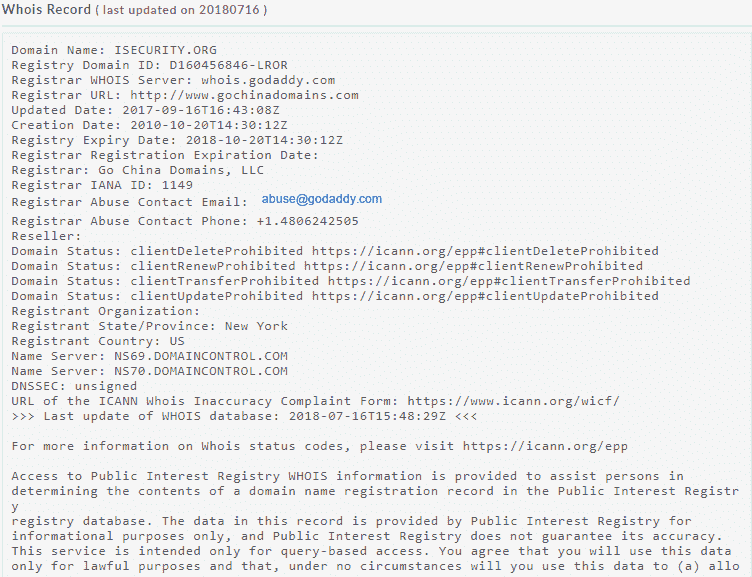 Whois Record ( last updated on 20180716 )
Domain Name: ISECURITY.ORG
Registry Domain ID: D160456846-LROR
Registrar WHOIS Server: whois.godaddy.com
Registrar URL: http://www.gochinadomains.com
Updated Date: 2017-09-16T16:43:08Z
Creation Date: 2010-10-20T14:30:12Z
Registry Expiry Date: 2018-10-20T14:30:12Z
Registrar Registration Expiration Date:
Registrar: Go China Domains, LLC
Registrar IANA ID: 1149
Registrar Abuse Contact Email: abuse@godaddy.com
Registrar Abuse Contact Phone: +1.4806242505
Reseller:
Domain Status: clientDeleteProhibited https://icann.org/epp#clientDeleteProhibited
Domain Status: clientRenewProhibited https://icann.org/epp#clientRenewProhibited
Domain Status: clientTransferProhibited https://icann.org/epp#clientTransferProhibited
Domain Status: clientUpdateProhibited https://icann.org/epp#clientUpdateProhibited
Registrant Organization:
Registrant State/Province: New York
Registrant Country: US
Name Server: NS69.DOMAINCONTROL.COM
Name Server: NS70.DOMAINCONTROL.COM
DNSSEC: unsigned
URL of the ICANN Whois Inaccuracy Complaint Form: https://www.icann.org/wicf/
>>> Last update of WHOIS database: 2018-07-16T15:48:29Z <<<
For more information on Whois status codes, please visit https://icann.org/epp
Access to Public Interest Registry WHOIS information is provided to assist persons in
determining the contents of a domain name registration record in the Public Interest Registr
y
registry database. The data in this record is provided by Public Interest Registry for
informational purposes only, and Public Interest Registry does not guarantee its accuracy.
This service is intended only for query-based access. You agree that you will use this data
only for lawful purposes and that, under no circumstances will you use this data to (a) allo